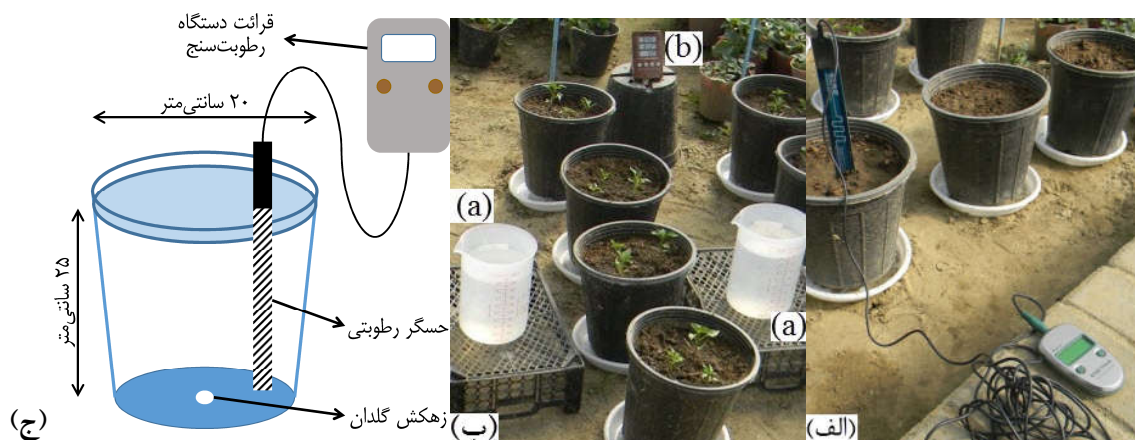 قرائت دستگاه
رطوبت‌سنج
۲۰ سانتی‌متر
۲۵ سانتی‌متر
حسگر رطوبتی
زهکش گلدان
(ج)
(b)
(a)
(a)
(ب)
(الف)